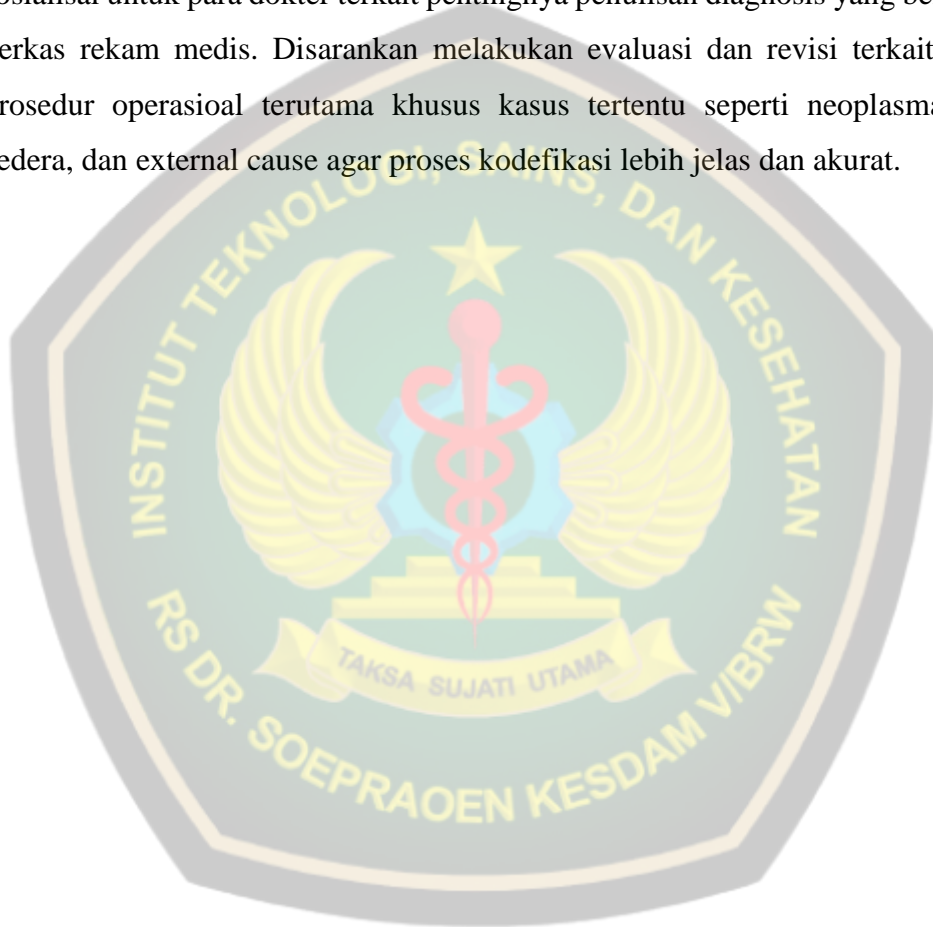 untuk para dokter terkait pentingnya penulisan diagnosis yang
rekam medis. Disarankan melakukan evaluasi dan revisi terkait
operasioal terutama khusus kasus tertentu seperti neoplasma
edera, dan external cause agar proses kodefikasi lebih jelas dan akurat.
INSTITUT TEKNOLOGI, SAINS, DAN KESEHATAN
TAKSA SUJATI UTAMA
RS DR. SOEPRAOEN KESDAM V/BRW